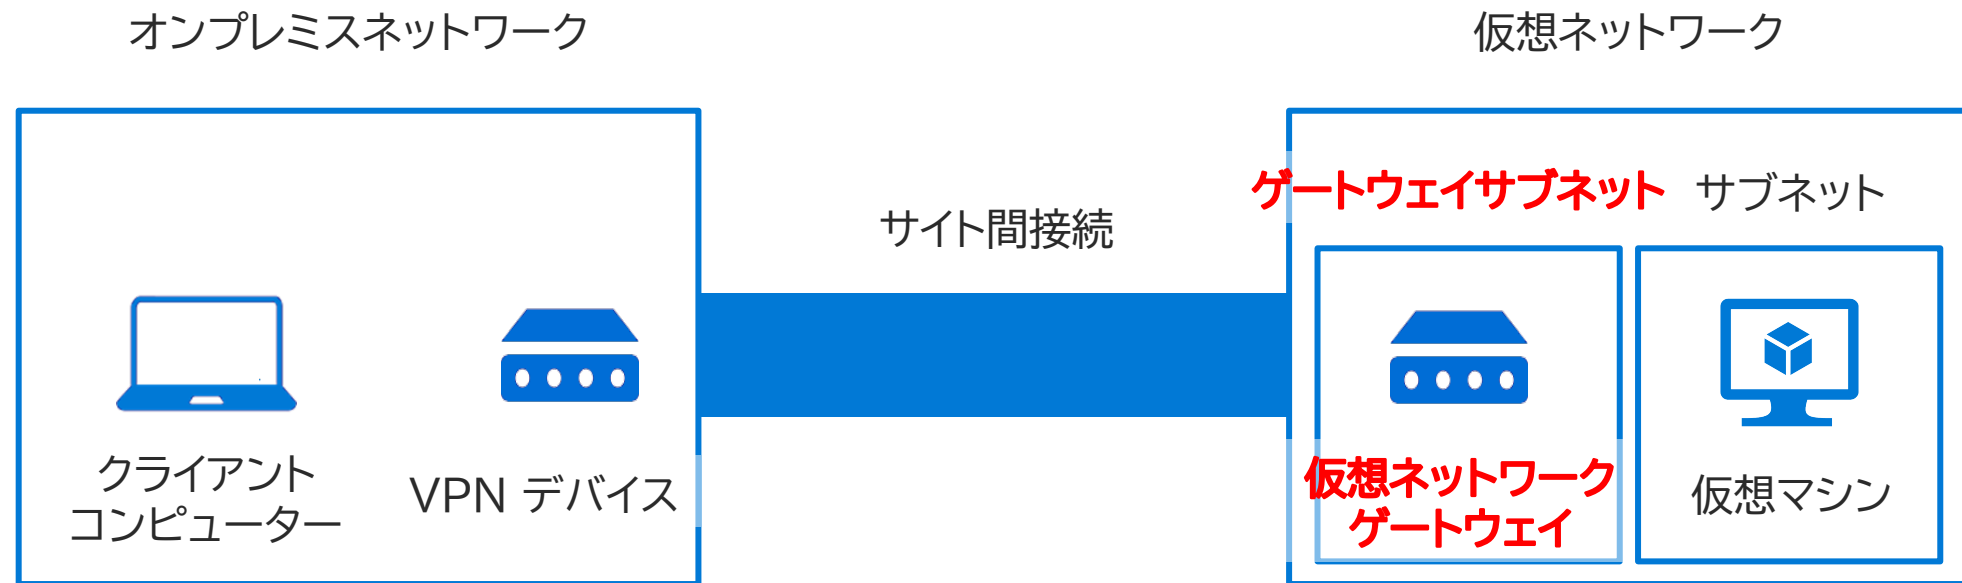 オンプレミスネットワーク
仮想ネットワーク
ゲートウェイサブネット
サブネット
サイト間接続
クライアント
コンピューター
VPN デバイス
仮想ネットワーク
ゲートウェイ
仮想マシン